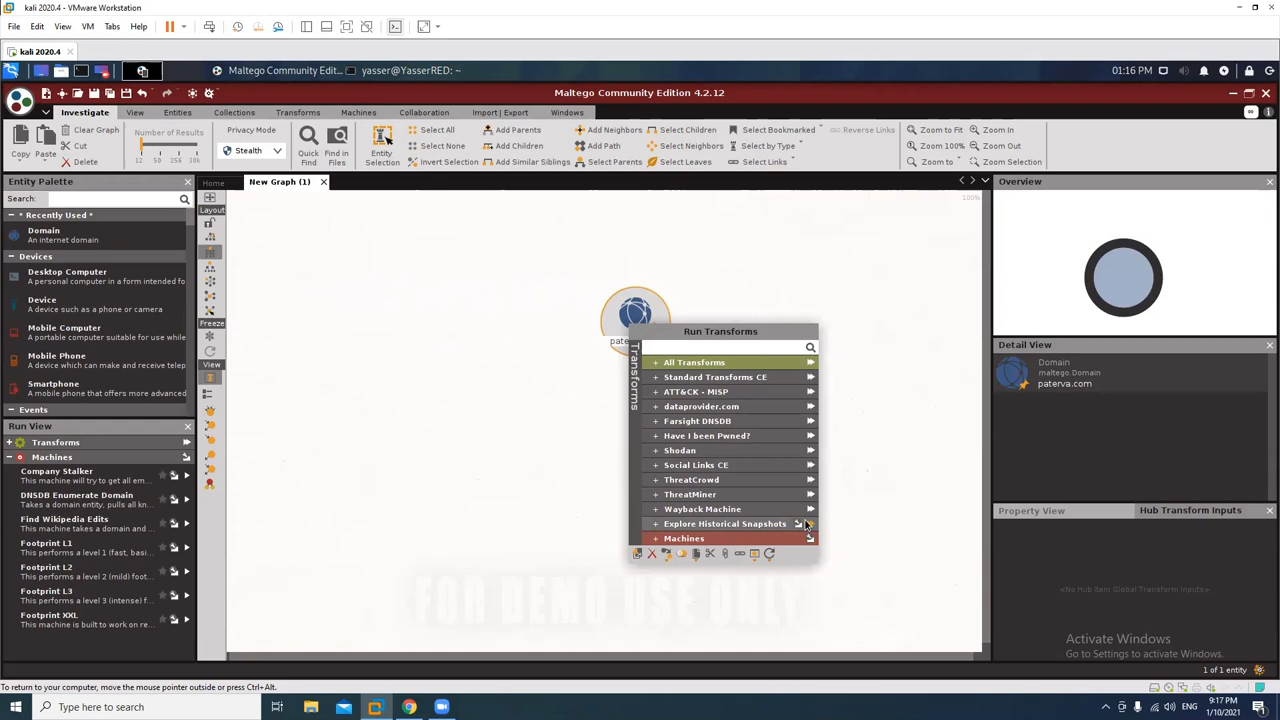 kali 2020.4 - VMware Workstation
File Edit View VM Tabs Help
kali 2020.4
Maltego Community Edit... yasser@YasserRED: ~ 01:16 PM
Maltego Community Edition 4.2.12
Investigate View Entities Collections Transforms Machines Collaboration Import | Export Windows
Copy Paste Clear Graph Cut Delete
Number of Results
12 50 256 10k
Privacy Mode
Stealth
Quick Find
Find in Files
Entity Selection
Select All
Select None
Invert Selection
Add Parents
Add Children
Add Similar Siblings
Add Neighbors
Add Path
Select Parents
Select Children
Select Neighbors
Select Leaves
Select Bookmarked
Select by Type
Select Links
Reverse Links
Zoom to Fit
Zoom 100%
Zoom to
Zoom In
Zoom Out
Zoom Selection
Entity Palette
Search:
* Recently Used *
Domain
An internet domain
Devices
Desktop Computer
A personal computer in a form intended fo
Device
A device such as a phone or camera
Mobile Computer
A portable computer suitable for use while
Mobile Phone
A device which can make and receive telep
Smartphone
A mobile phone that offers more advanced
Events
Run View
Transforms
Machines
Company Stalker
This machine will try to get all em...
DNSDB Enumerate Domain
Takes a domain entity, pulls all kn...
Find Wikipedia Edits
This machine takes a domain and ...
Footprint L1
This performs a level 1 (fast, basi...
Footprint L2
This performs a level 2 (mild) foot...
Footprint L3
This performs a level 3 (intense) f...
Footprint XXL
This machine is built to work on re...
Home New Graph (1)
Layout
Freeze
View
100%
pate
Run Transforms
Transforms
All Transforms
Standard Transforms CE
ATT&CK - MISP
dataprovider.com
Farsight DNSDB
Have I been Pwned?
Shodan
Social Links CE
ThreatCrowd
ThreatMiner
Wayback Machine
Explore Historical Snapshots
Machines
FOR DEMO USE ONLY
Overview
Detail View
Domain
maltego.Domain
paterva.com
Property View Hub Transform Inputs
<No Hub Item Global Transform Inputs>
Activate Windows
Go to Settings to activate Windows.
1 of 1 entity
To return to your computer, move the mouse pointer outside or press Ctrl+Alt.
Type here to search
ENG
9:17 PM
1/10/2021